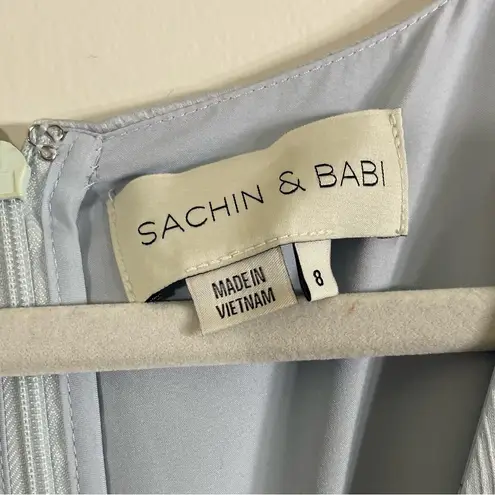 SACHIN & BABI
MADE IN
VIETNAM
8